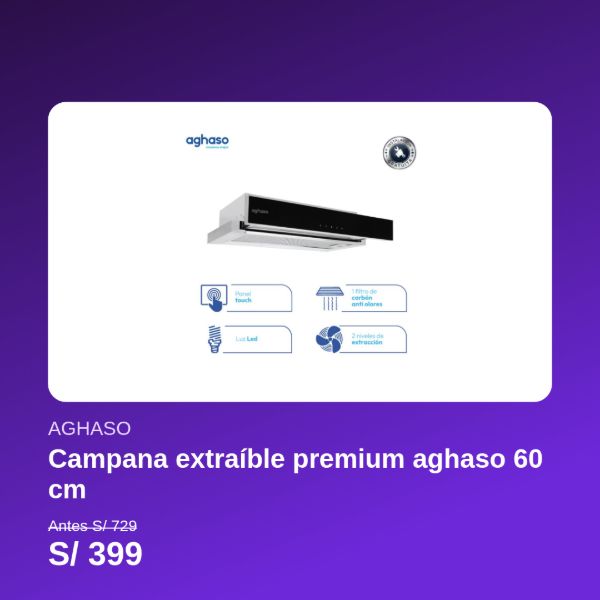 aghaso
aghaso
Panel
touch
1 filtro de
carbón
anti olores
Luz Led
2 niveles de
extracción
AGHASO
Campana extraíble premium aghaso 60
cm
Antes S/ 729
S/ 399